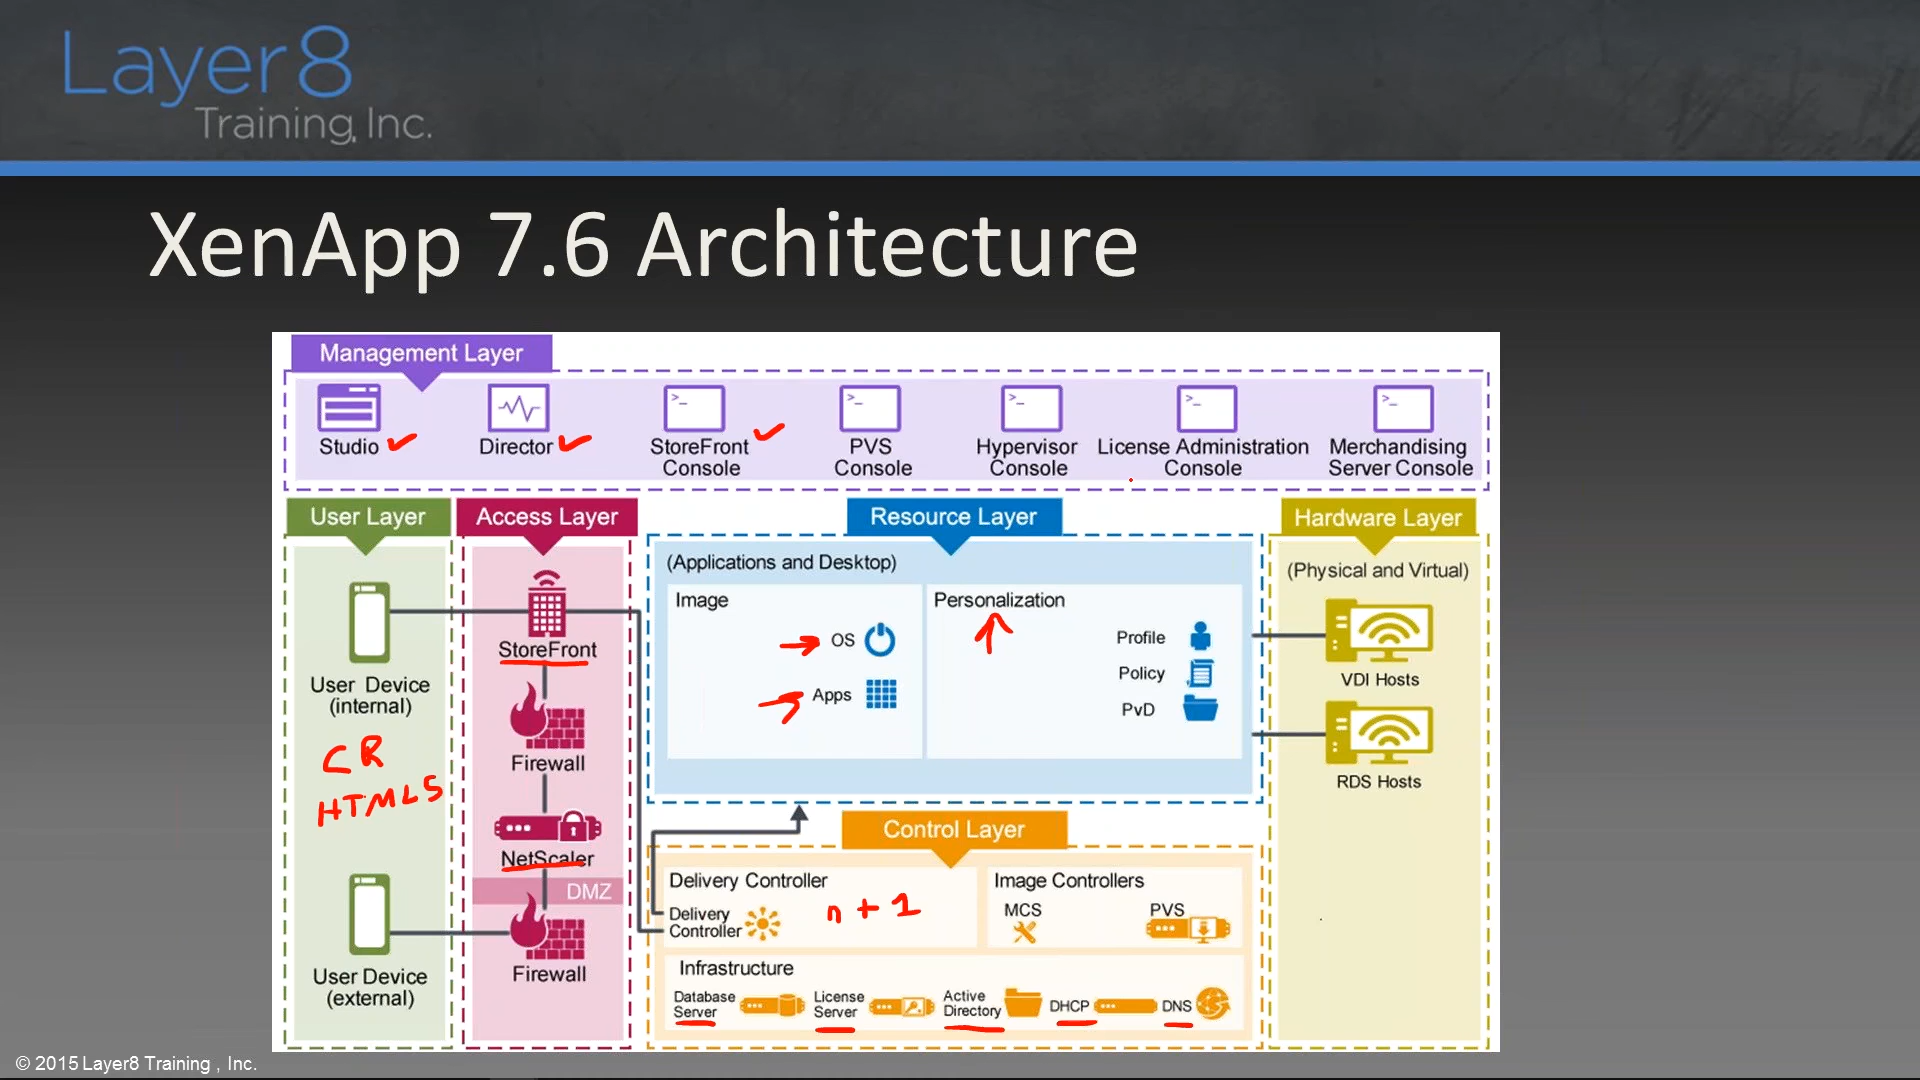 Layer8
Training, Inc.
XenApp 7.6 Architecture
Management Layer
Studio
Director
StoreFront
Console
PVS
Console
Hypervisor
Console
License Administration
Console
Merchandising
Server Console
User Layer
User Device
(internal)
CR
HTML5
User Device
(external)
Access Layer
StoreFront
Firewall
NetScaler
DMZ
Firewall
Resource Layer
(Applications and Desktop)
Image
OS
Apps
Personalization
Profile
Policy
PvD
Control Layer
Delivery Controller
Delivery
Controller
n + 1
Image Controllers
MCS
PVS
Infrastructure
Database
Server
License
Server
Active
Directory
DHCP
DNS
Hardware Layer
(Physical and Virtual)
VDI Hosts
RDS Hosts
© 2015 Layer8 Training , Inc.